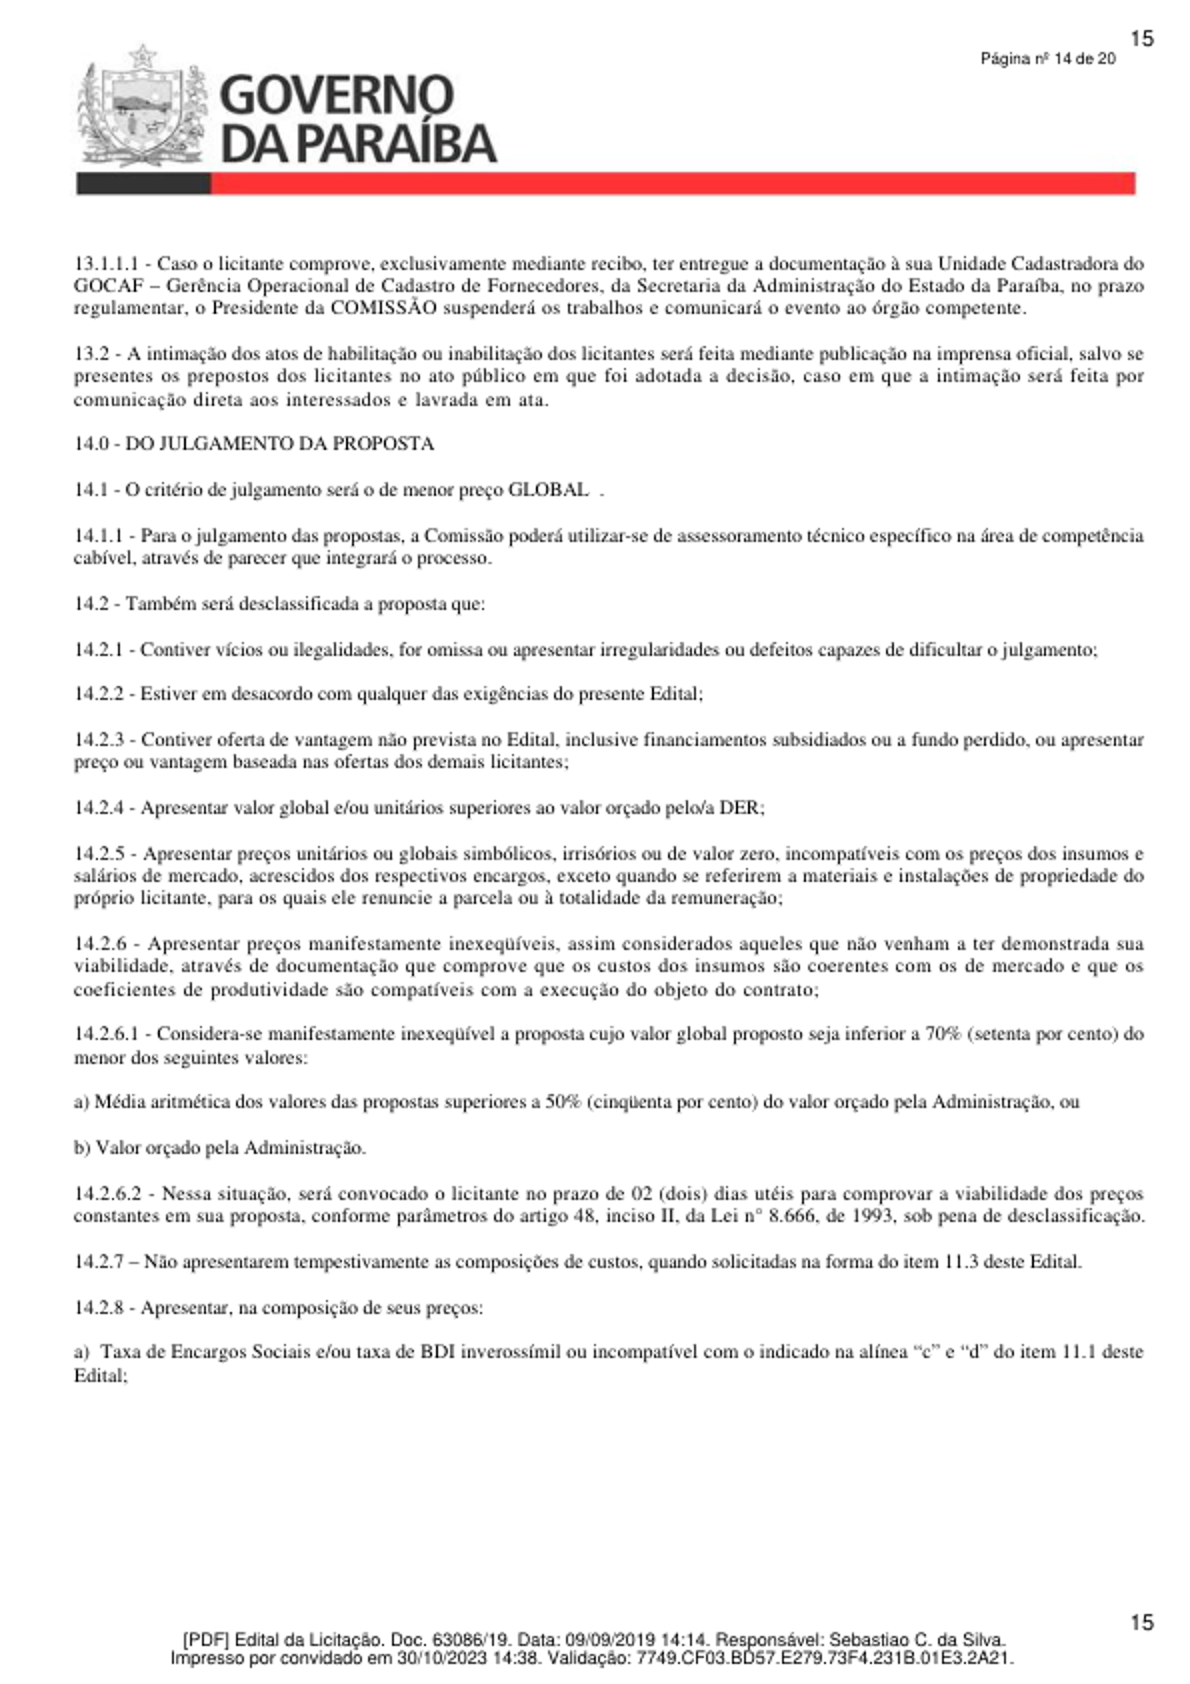 15
Página nº 14 de 20
GOVERNO
DA PARAÍBA
13.1.1.1 - Caso o licitante comprove, exclusivamente mediante recibo, ter entregue a documentação à sua Unidade Cadastradora do
GOCAF – Gerência Operacional de Cadastro de Fornecedores, da Secretaria da Administração do Estado da Paraíba, no prazo
regulamentar, o Presidente da COMISSÃO suspenderá os trabalhos e comunicará o evento ao órgão competente.
13.2 - A intimação dos atos de habilitação ou inabilitação dos licitantes será feita mediante publicação na imprensa oficial, salvo se
presentes os prepostos dos licitantes no ato público em que foi adotada a decisão, caso em que a intimação será feita por
comunicação direta aos interessados e lavrada em ata.
14.0 - DO JULGAMENTO DA PROPOSTA
14.1 - O critério de julgamento será o de menor preço GLOBAL .
14.1.1 - Para o julgamento das propostas, a Comissão poderá utilizar-se de assessoramento técnico específico na área de competência
cabível, através de parecer que integrará o processo.
14.2 - Também será desclassificada a proposta que:
14.2.1 - Contiver vícios ou ilegalidades, for omissa ou apresentar irregularidades ou defeitos capazes de dificultar o julgamento;
14.2.2 - Estiver em desacordo com qualquer das exigências do presente Edital;
14.2.3 - Contiver oferta de vantagem não prevista no Edital, inclusive financiamentos subsidiados ou a fundo perdido, ou apresentar
preço ou vantagem baseada nas ofertas dos demais licitantes;
14.2.4 - Apresentar valor global e/ou unitários superiores ao valor orçado pelo/a DER;
14.2.5 - Apresentar preços unitários ou globais simbólicos, irrisórios ou de valor zero, incompatíveis com os preços dos insumos e
salários de mercado, acrescidos dos respectivos encargos, exceto quando se referirem a materiais e instalações de propriedade do
próprio licitante, para os quais ele renuncie a parcela ou à totalidade da remuneração;
14.2.6 - Apresentar preços manifestamente inexeqüíveis, assim considerados aqueles que não venham a ter demonstrada sua
viabilidade, através de documentação que comprove que os custos dos insumos são coerentes com os de mercado e que os
coeficientes de produtividade são compatíveis com a execução do objeto do contrato;
14.2.6.1 - Considera-se manifestamente inexeqüível a proposta cujo valor global proposto seja inferior a 70% (setenta por cento) do
menor dos seguintes valores:
a) Média aritmética dos valores das propostas superiores a 50% (cinqüenta por cento) do valor orçado pela Administração, ou
b) Valor orçado pela Administração.
14.2.6.2 - Nessa situação, será convocado o licitante no prazo de 02 (dois) dias utéis para comprovar a viabilidade dos preços
constantes em sua proposta, conforme parâmetros do artigo 48, inciso II, da Lei n° 8.666, de 1993, sob pena de desclassificação.
14.2.7 – Não apresentarem tempestivamente as composições de custos, quando solicitadas na forma do item 11.3 deste Edital.
14.2.8 - Apresentar, na composição de seus preços:
a) Taxa de Encargos Sociais e/ou taxa de BDI inverossímil ou incompatível com o indicado na alínea “c” e “d” do item 11.1 deste
Edital;
15
[PDF] Edital da Licitação. Doc. 63086/19. Data: 09/09/2019 14:14. Responsável: Sebastiao C. da Silva.
Impresso por convidado em 30/10/2023 14:38. Validação: 7749.CF03.BD57.E279.73F4.231B.01E3.2A21.